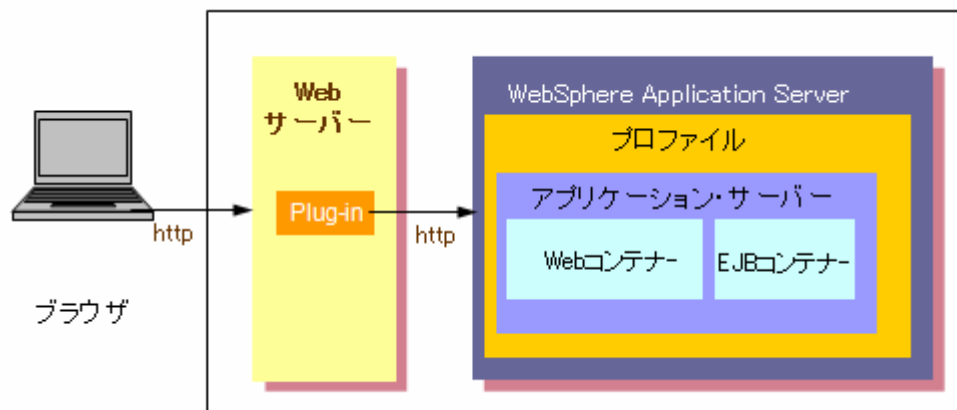 Web
サーバー
WebSphere Application Server
プロファイル
アプリケーション・サーバー
Plug-in
http
http
Webコンテナー
EJBコンテナー
ブラウザ